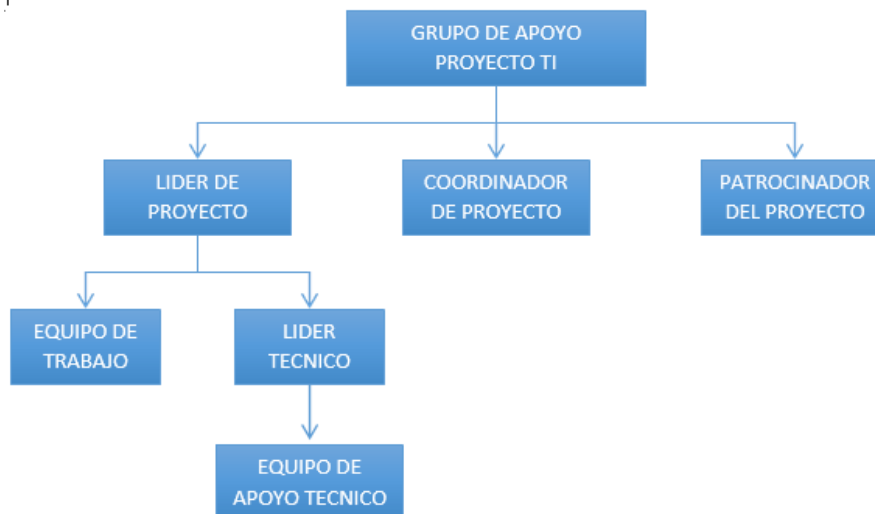 GRUPO DE APOYO
PROYECTO TI
LIDER DE
PROYECTO
COORDINADOR
DE PROYECTO
PATROCINADOR
DEL PROYECTO
EQUIPO DE
TRABAJO
LIDER
TECNICO
EQUIPO DE
APOYO TECNICO